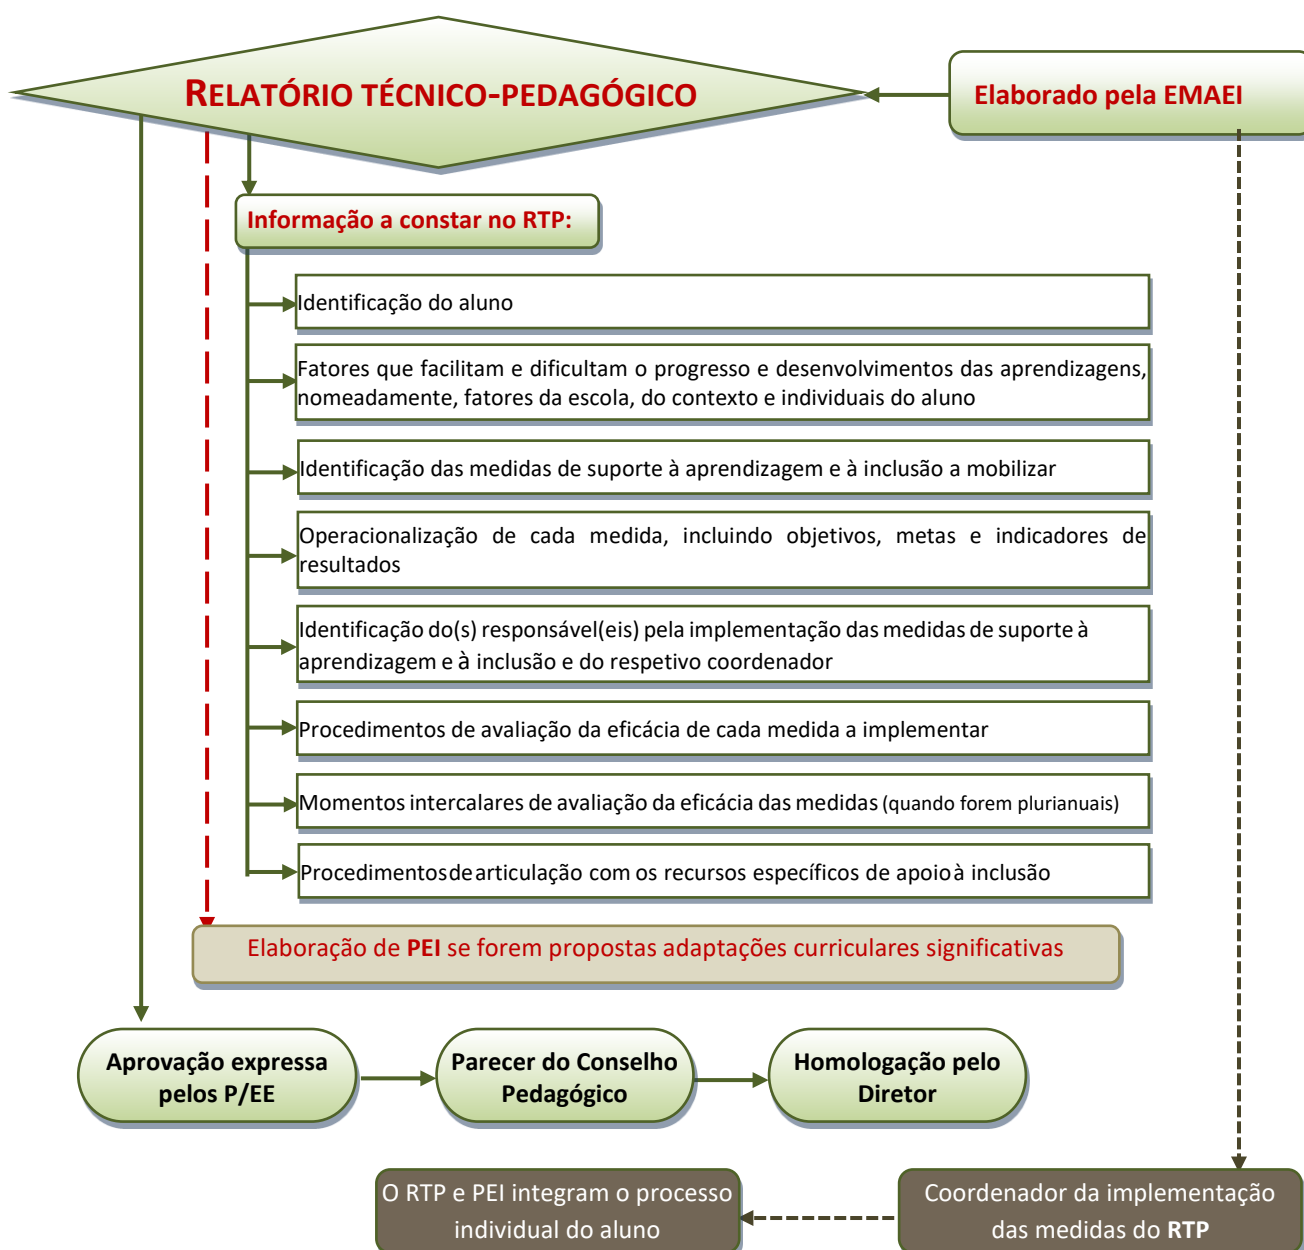 RELATÓRIO TÉCNICO-PEDAGÓGICO
Elaborado pela EMAEI
Informação a constar no RTP:
Identificação do aluno
Fatores que facilitam e dificultam o progresso e desenvolvimentos das aprendizagens,
nomeadamente, fatores da escola, do contexto e individuais do aluno
Identificação das medidas de suporte à aprendizagem e à inclusão a mobilizar
Operacionalização de cada medida, incluindo objetivos, metas e indicadores de
resultados
Identificação do(s) responsável(eis) pela implementação das medidas de suporte à
aprendizagem e à inclusão e do respetivo coordenador
Procedimentos de avaliação da eficácia de cada medida a implementar
Momentos intercalares de avaliação da eficácia das medidas (quando forem plurianuais)
Procedimentos de articulação com os recursos específicos de apoio à inclusão
Elaboração de PEI se forem propostas adaptações curriculares significativas
Aprovação expressa
pelos P/EE
Parecer do Conselho
Pedagógico
Homologação pelo
Diretor
O RTP e PEI integram o processo
individual do aluno
Coordenador da implementação
das medidas do RTP